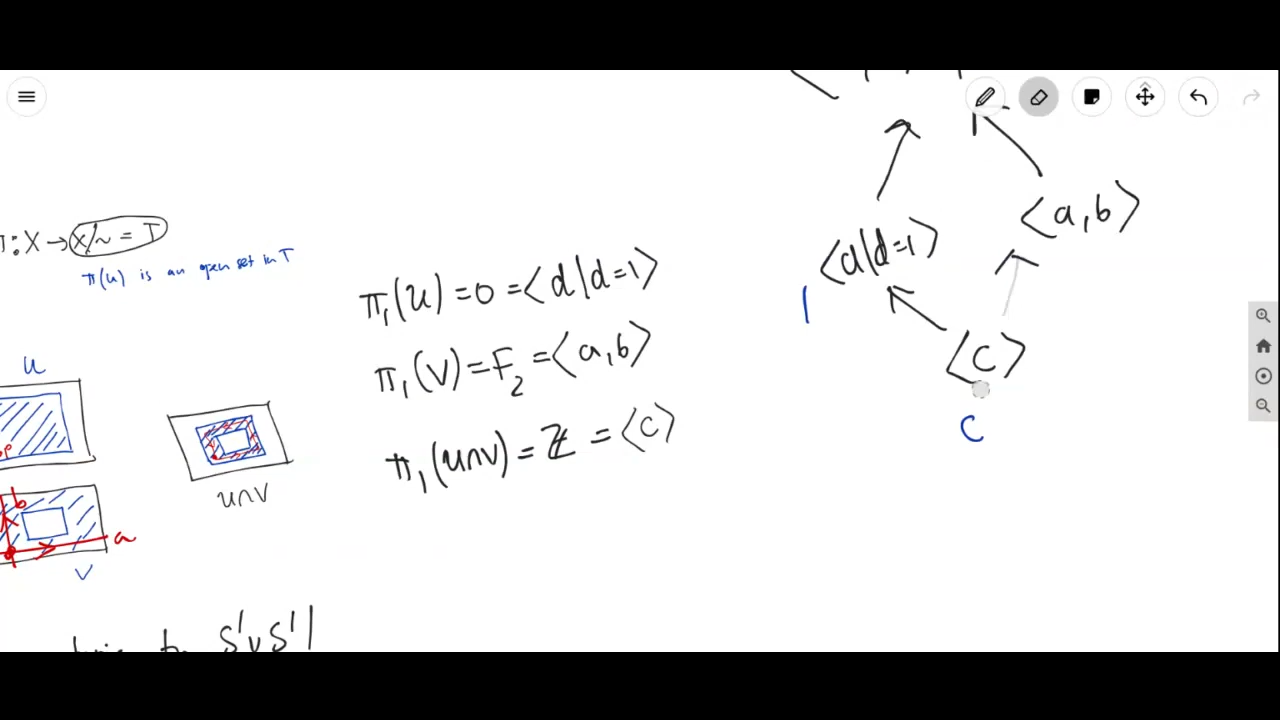 π:X→X/~ = T
π(u) is an open set in T
π₁(u)=0=⟨d|d=1⟩
π₁(V)=F₂=⟨a,b⟩
π₁(u∩V)=ℤ=⟨c⟩
u
u∩V
b
a
V
S¹∨S¹
⟨a,b⟩
⟨d|d=1⟩
1
⟨c⟩
c